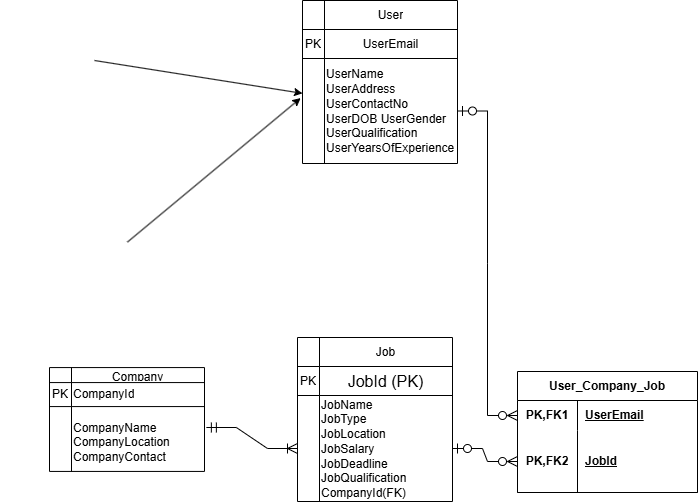 User
PK UserEmail
UserName
UserAddress
UserContactNo
UserDOB UserGender
UserQualification
UserYearsOfExperience
Company
PK CompanyId
CompanyName
CompanyLocation
CompanyContact
Job
PK JobId (PK)
JobName
JobType
JobLocation
JobSalary
JobDeadline
JobQualification
CompanyId(FK)
User_Company_Job
PK,FK1 UserEmail
PK,FK2 JobId